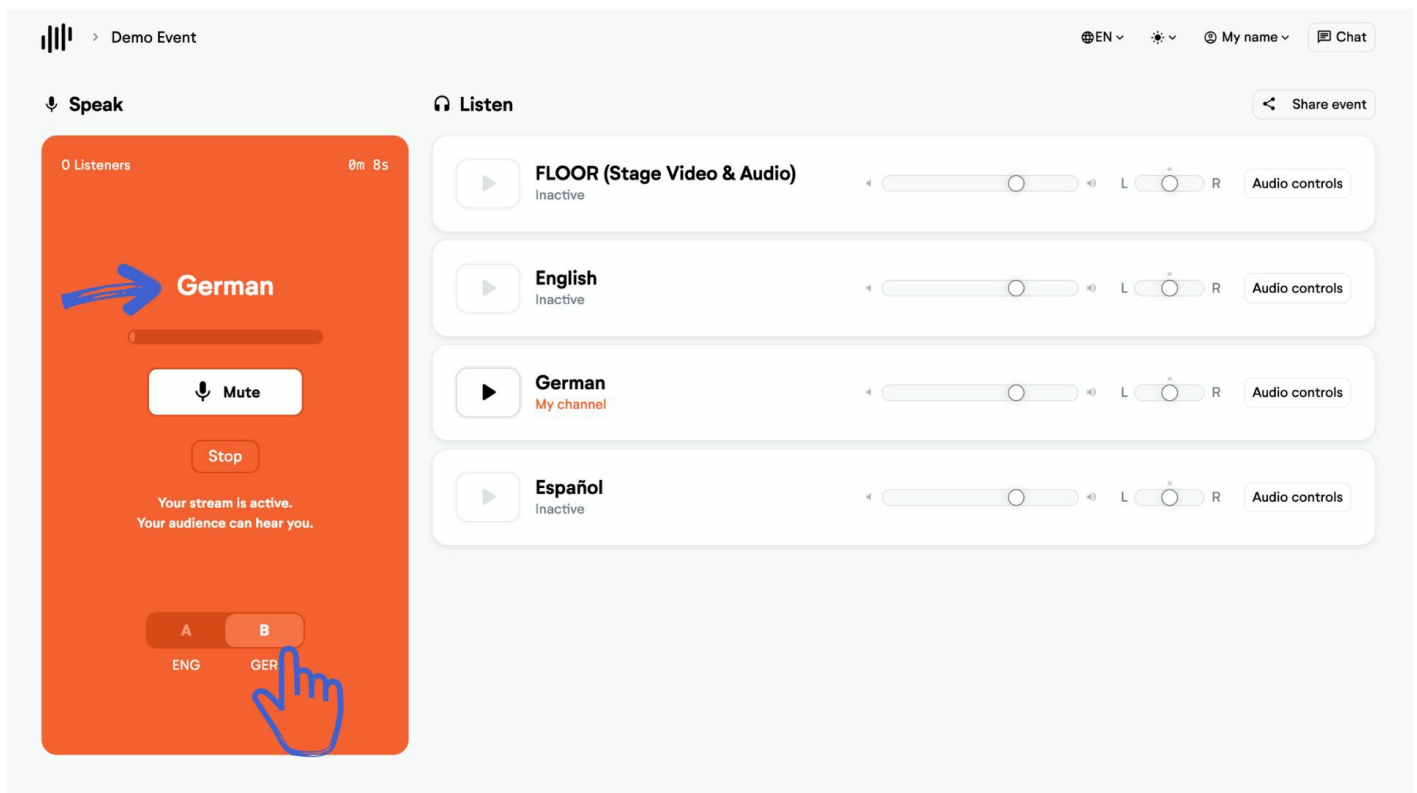 Demo Event
EN
My name
Chat
Speak
Listen
Share event
0 Listeners
0m 8s
German
Mute
Stop
Your stream is active.
Your audience can hear you.
A
B
ENG
GER
FLOOR (Stage Video & Audio)
Inactive
L
R
Audio controls
English
Inactive
L
R
Audio controls
German
My channel
L
R
Audio controls
Español
Inactive
L
R
Audio controls